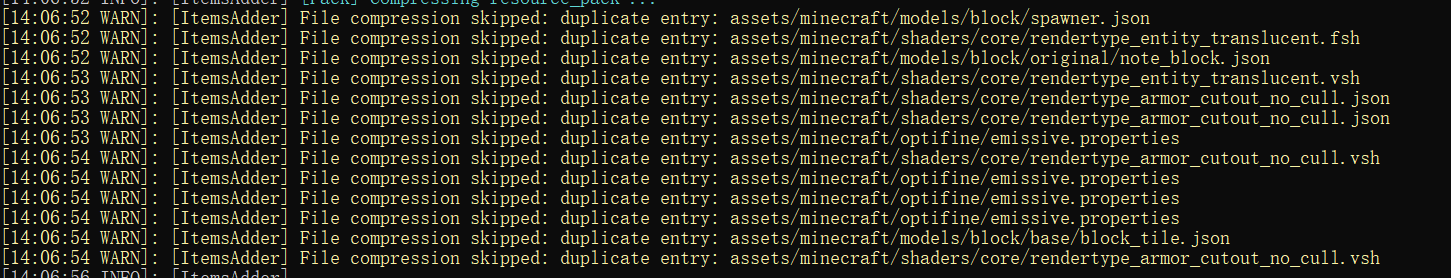 [14:06:52 INFO]: [ItemsAdder] [Pack] Compressing resource_pack ...
[14:06:52 WARN]: [ItemsAdder] File compression skipped: duplicate entry: assets/minecraft/models/block/spawner.json
[14:06:52 WARN]: [ItemsAdder] File compression skipped: duplicate entry: assets/minecraft/shaders/core/rendertype_entity_translucent.fsh
[14:06:52 WARN]: [ItemsAdder] File compression skipped: duplicate entry: assets/minecraft/models/block/original/note_block.json
[14:06:53 WARN]: [ItemsAdder] File compression skipped: duplicate entry: assets/minecraft/shaders/core/rendertype_entity_translucent.vsh
[14:06:53 WARN]: [ItemsAdder] File compression skipped: duplicate entry: assets/minecraft/shaders/core/rendertype_armor_cutout_no_cull.json
[14:06:53 WARN]: [ItemsAdder] File compression skipped: duplicate entry: assets/minecraft/shaders/core/rendertype_armor_cutout_no_cull.json
[14:06:53 WARN]: [ItemsAdder] File compression skipped: duplicate entry: assets/minecraft/optifine/emissive.properties
[14:06:54 WARN]: [ItemsAdder] File compression skipped: duplicate entry: assets/minecraft/shaders/core/rendertype_armor_cutout_no_cull.vsh
[14:06:54 WARN]: [ItemsAdder] File compression skipped: duplicate entry: assets/minecraft/optifine/emissive.properties
[14:06:54 WARN]: [ItemsAdder] File compression skipped: duplicate entry: assets/minecraft/optifine/emissive.properties
[14:06:54 WARN]: [ItemsAdder] File compression skipped: duplicate entry: assets/minecraft/optifine/emissive.properties
[14:06:54 WARN]: [ItemsAdder] File compression skipped: duplicate entry: assets/minecraft/models/block/base/block_tile.json
[14:06:54 WARN]: [ItemsAdder] File compression skipped: duplicate entry: assets/minecraft/shaders/core/rendertype_armor_cutout_no_cull.vsh
[14:06:56 INFO]: [ItemsAdder]